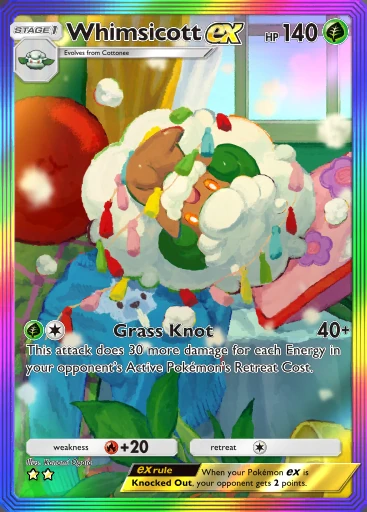 STAGE 1
Whimsicott ex
HP 140
Evolves from Cottonee
Grass Knot 40+
This attack does 30 more damage for each Energy in
your opponent's Active Pokémon's Retreat Cost.
weakness +20 retreat
Illus.
ex rule When your Pokémon ex is
Knocked Out, your opponent gets 2 points.